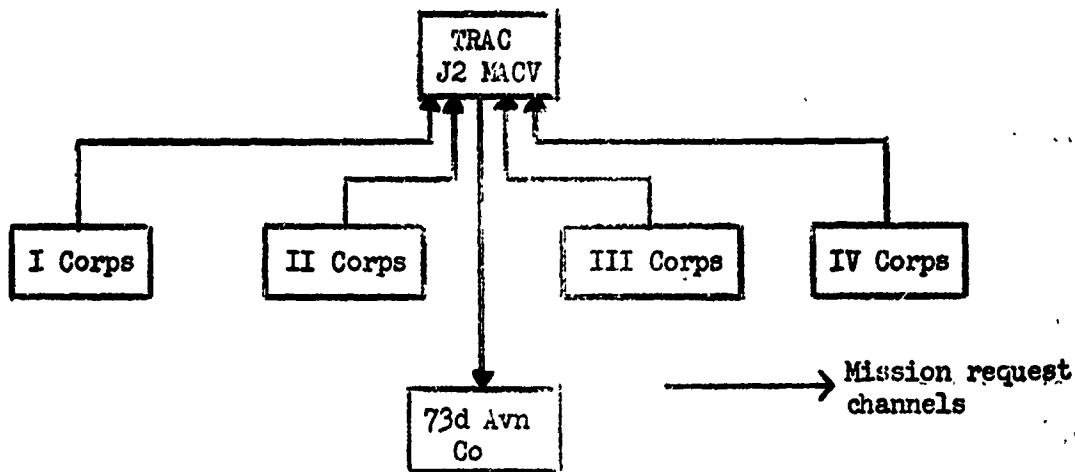 TRAC
J2 MACV
I Corps
II Corps
III Corps
IV Corps
Mission request
channels
73d Avn
Co